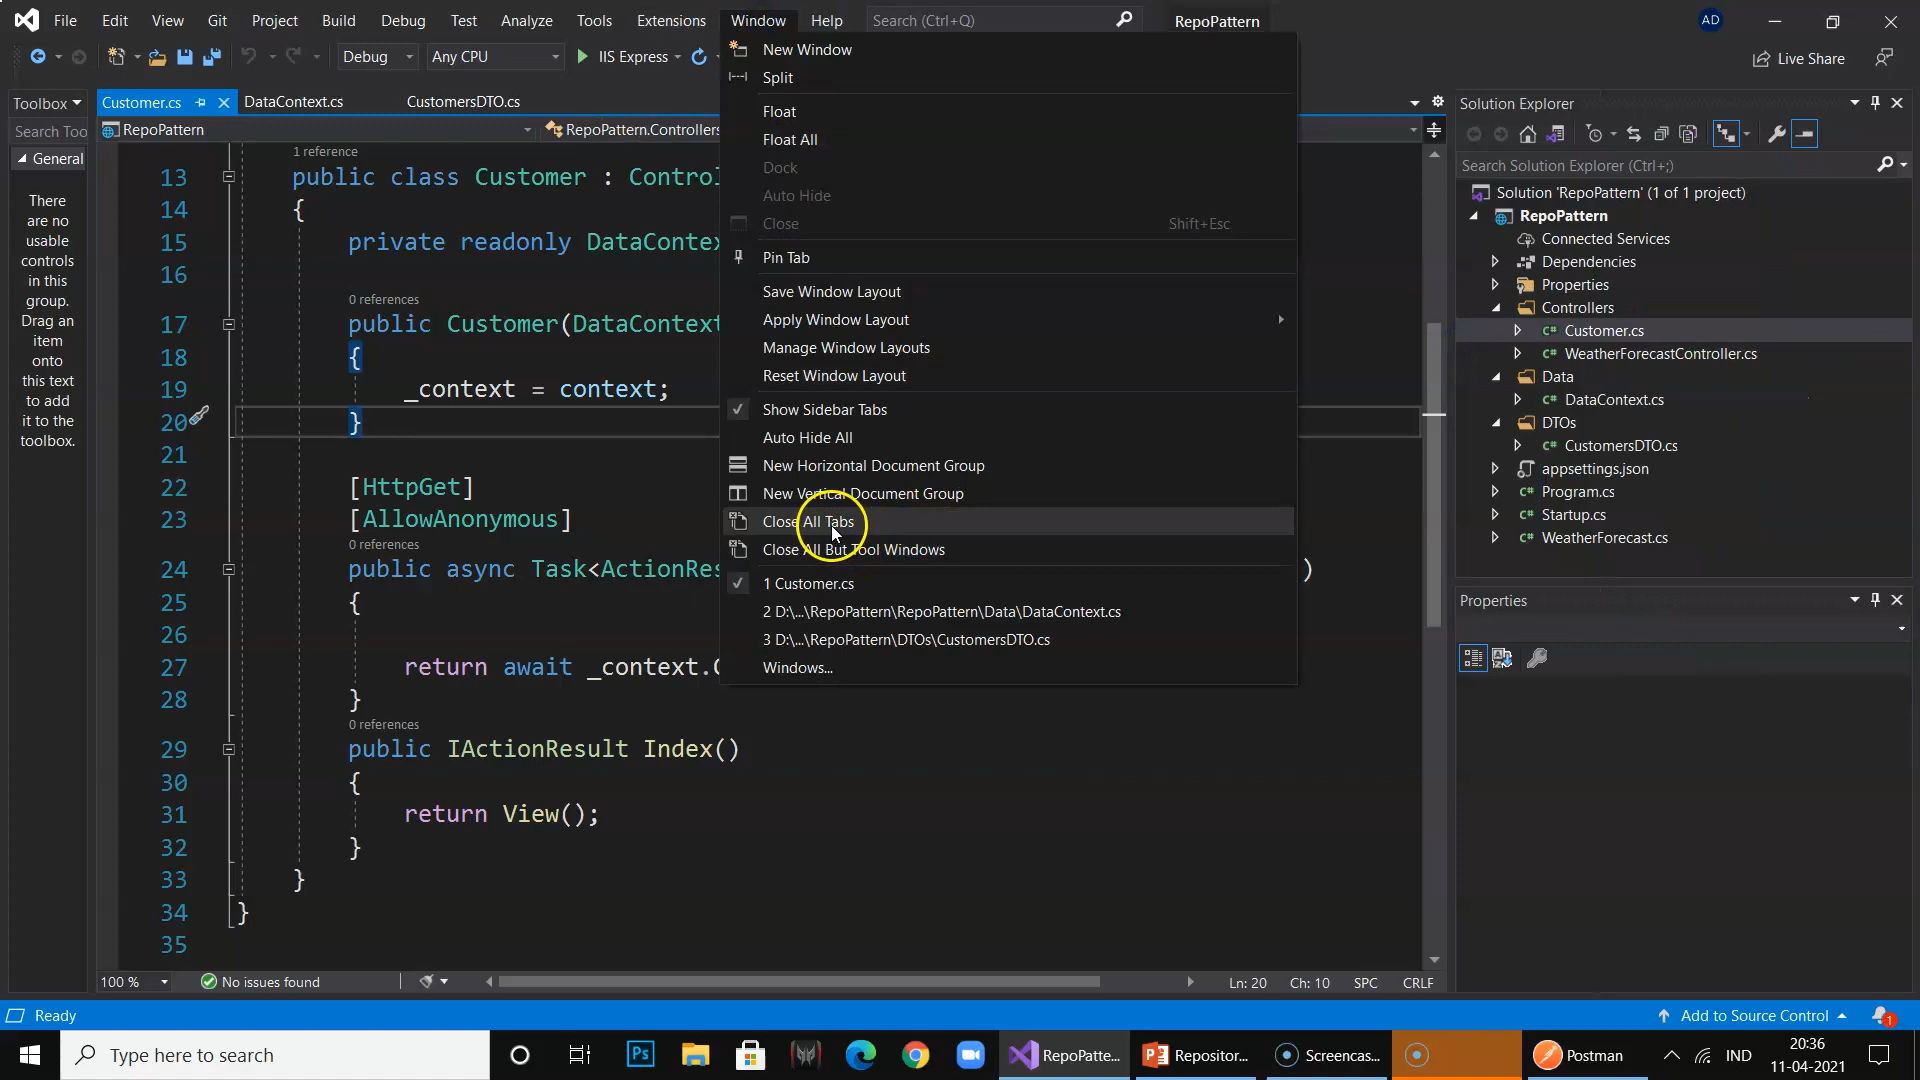 File Edit View Git Project Build Debug Test Analyze Tools Extensions Window Help Search (Ctrl+Q) RepoPattern AD
Debug Any CPU IIS Express Live Share
Toolbox Customer.cs DataContext.cs CustomersDTO.cs
Search Too
General
There
are no
usable
controls
in this
group.
Drag an
item
onto
this text
to add
it to the
toolbox.
RepoPattern RepoPattern.Controllers
1 reference
13 public class Customer : Control
14 {
15 private readonly DataContex
16
0 references
17 public Customer(DataContext
18 {
19 _context = context;
20 }
21
22 [HttpGet]
23 [AllowAnonymous]
0 references
24 public async Task<ActionRes )
25 {
26
27 return await _context.C
28 }
0 references
29 public IActionResult Index()
30 {
31 return View();
32 }
33 }
34 }
35
New Window
Split
Float
Float All
Dock
Auto Hide
Close Shift+Esc
Pin Tab
Save Window Layout
Apply Window Layout
Manage Window Layouts
Reset Window Layout
Show Sidebar Tabs
Auto Hide All
New Horizontal Document Group
New Vertical Document Group
Close All Tabs
Close All But Tool Windows
1 Customer.cs
2 D:\...\RepoPattern\RepoPattern\Data\DataContext.cs
3 D:\...\RepoPattern\DTOs\CustomersDTO.cs
Windows...
Solution Explorer
Search Solution Explorer (Ctrl+;)
Solution 'RepoPattern' (1 of 1 project)
RepoPattern
Connected Services
Dependencies
Properties
Controllers
C# Customer.cs
C# WeatherForecastController.cs
Data
C# DataContext.cs
DTOs
C# CustomersDTO.cs
appsettings.json
C# Program.cs
C# Startup.cs
C# WeatherForecast.cs
Properties
100 % No issues found Ln: 20 Ch: 10 SPC CRLF
Ready Add to Source Control 1
Type here to search Ps RepoPatte... Repositor... Screencas... Postman IND 20:36
11-04-2021